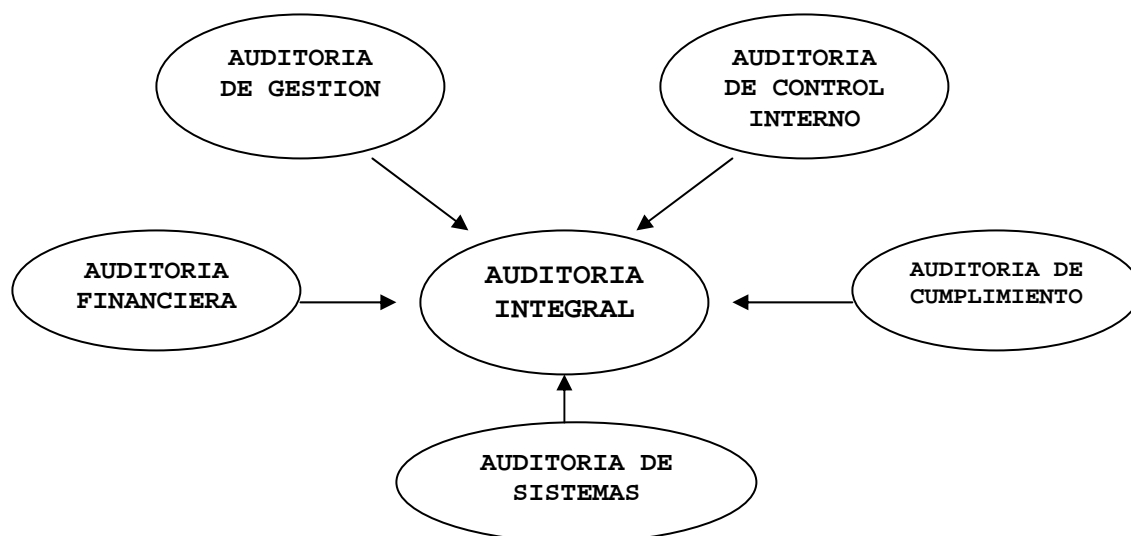 AUDITORIA
DE GESTION
AUDITORIA
DE CONTROL
INTERNO
AUDITORIA
FINANCIERA
AUDITORIA
INTEGRAL
AUDITORIA DE
CUMPLIMIENTO
AUDITORIA DE
SISTEMAS